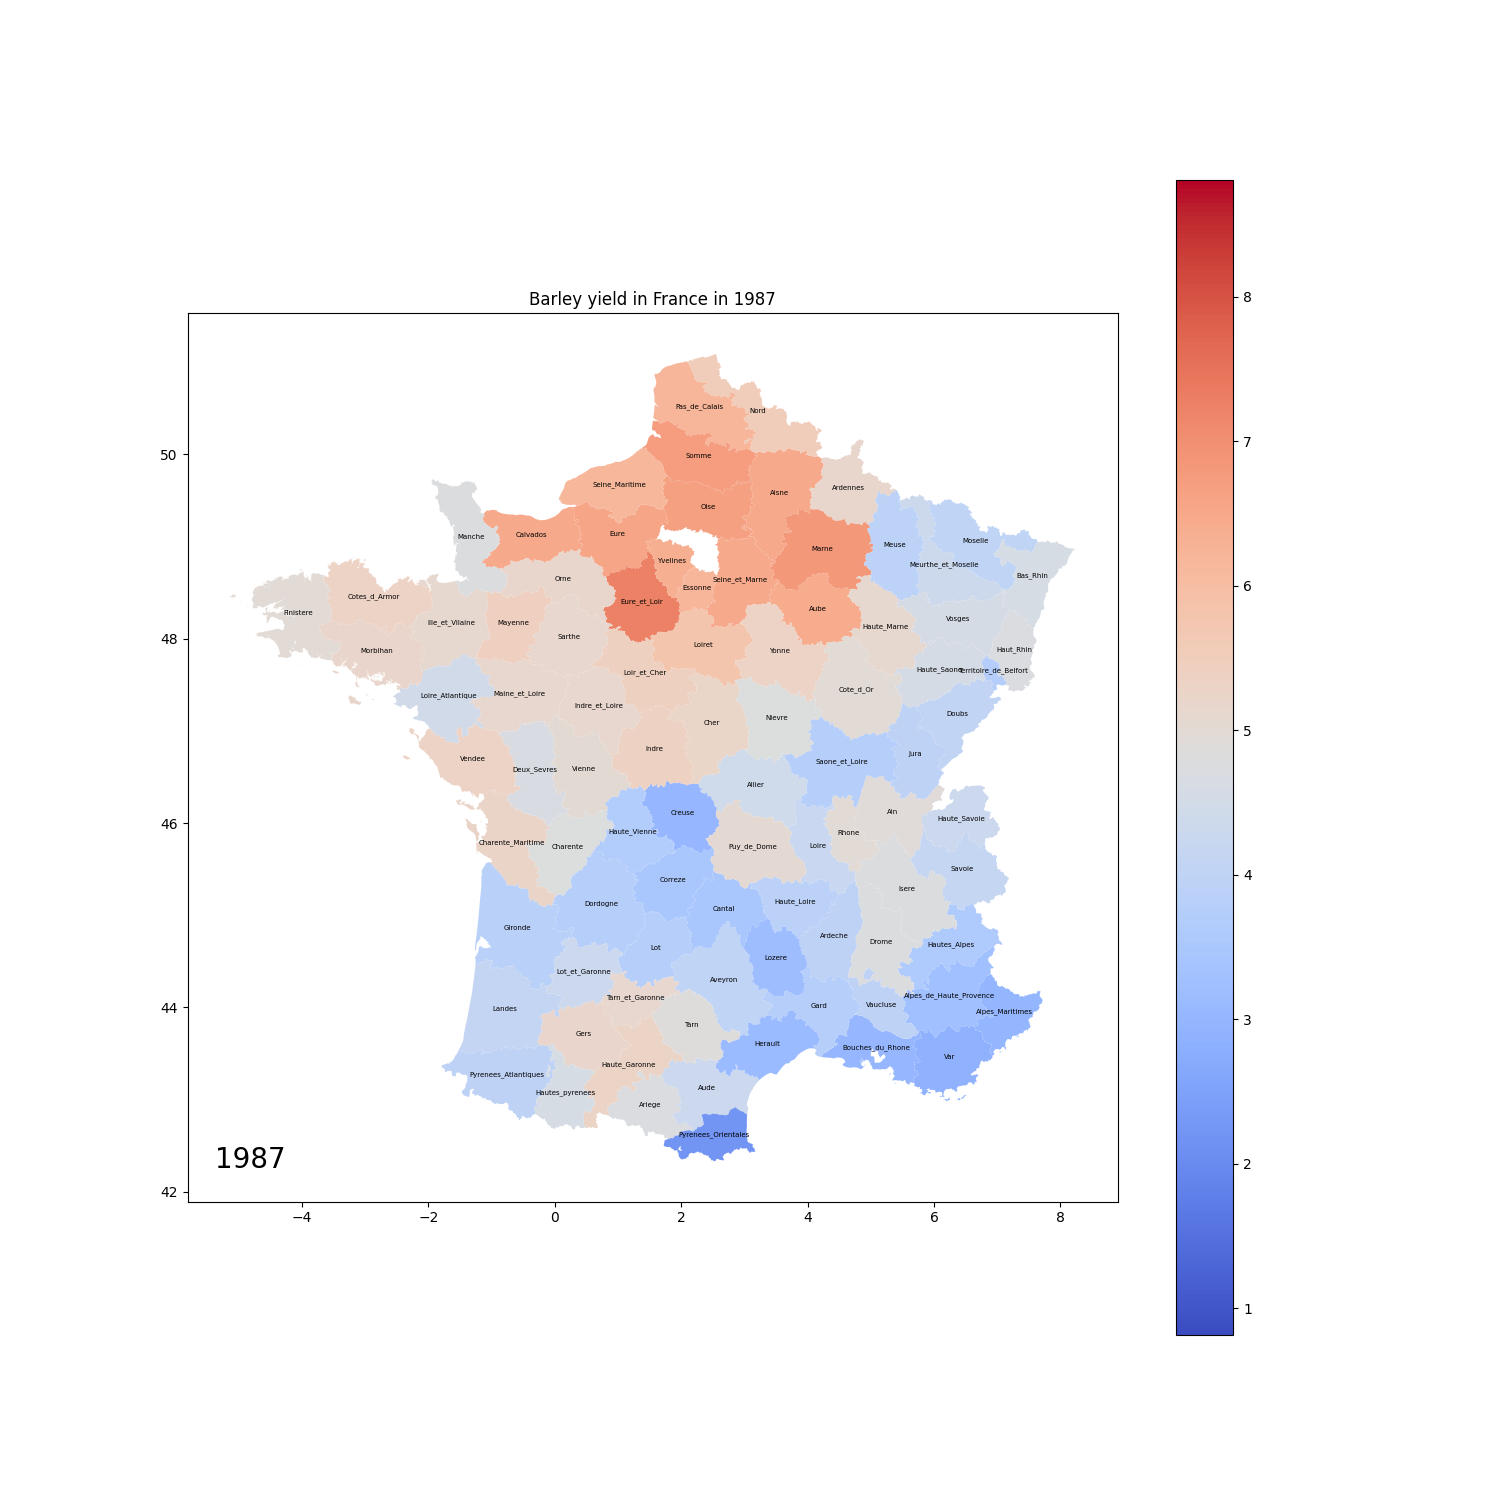 Barley yield in France in 1987
8
7
6
5
4
3
2
1
50
48
46
44
42
−4
−2
0
2
4
6
8
1987
Pas_de_Calais
Nord
Somme
Seine_Maritime
Aisne
Ardennes
Oise
Manche
Calvados
Eure
Marne
Meuse
Moselle
Yvelines
Meurthe_et_Moselle
Bas_Rhin
Orne
Essonne
Seine_et_Marne
Eure_et_Loir
Aube
Finistere
Cotes_d_Armor
Ille_et_Vilaine
Mayenne
Haute_Marne
Vosges
Sarthe
Loiret
Yonne
Morbihan
Haut_Rhin
Loir_et_Cher
Haute_Saone
Territoire_de_Belfort
Loire_Atlantique
Maine_et_Loire
Cote_d_Or
Indre_et_Loire
Cher
Nievre
Doubs
Vendee
Indre
Jura
Saone_et_Loire
Deux_Sevres
Vienne
Allier
Creuse
Ain
Haute_Savoie
Haute_Vienne
Rhone
Charente_Maritime
Charente
Puy_de_Dome
Loire
Savoie
Correze
Isere
Dordogne
Cantal
Haute_Loire
Gironde
Ardeche
Drome
Hautes_Alpes
Lot
Lozere
Lot_et_Garonne
Aveyron
Tarn_et_Garonne
Alpes_de_Haute_Provence
Landes
Gard
Vaucluse
Alpes_Maritimes
Gers
Tarn
Herault
Bouches_du_Rhone
Var
Haute_Garonne
Pyrenees_Atlantiques
Hautes_pyrenees
Aude
Ariege
Pyrenees_Orientales